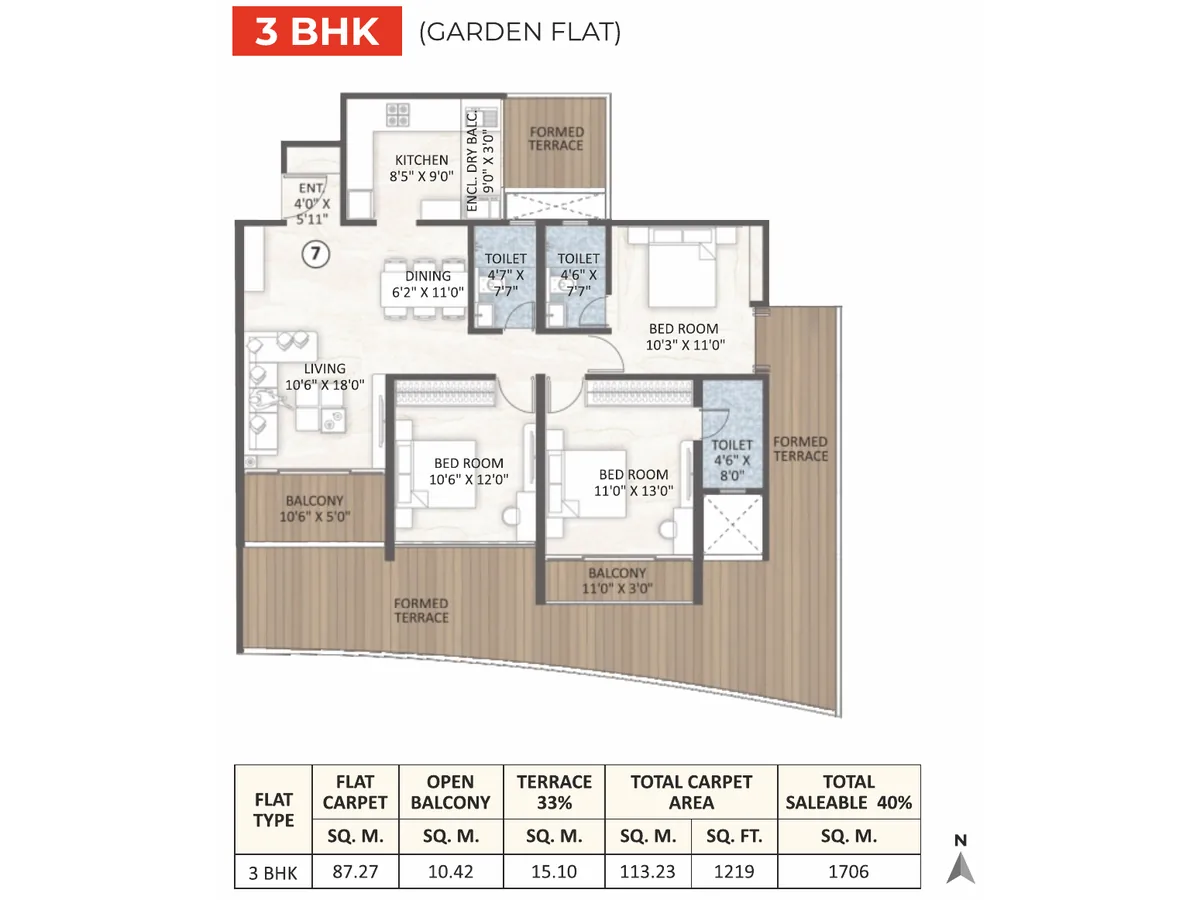 3 BHK (GARDEN FLAT)
FORMED
TERRACE
KITCHEN
8'5" X 9'0"
ENCL. DRY BALC.
9'0" X 3'0"
ENT.
4'0" X
5'11"
7
DINING
6'2" X 11'0"
TOILET
4'7" X
7'7"
TOILET
4'6" X
7'7"
BED ROOM
10'3" X 11'0"
LIVING
10'6" X 18'0"
BED ROOM
10'6" X 12'0"
BED ROOM
11'0" X 13'0"
TOILET
4'6" X
8'0"
FORMED
TERRACE
BALCONY
10'6" X 5'0"
BALCONY
11'0" X 3'0"
FORMED
TERRACE
FLAT TYPE FLAT CARPET OPEN BALCONY TERRACE 33% TOTAL CARPET AREA TOTAL SALEABLE 40%
SQ. M. SQ. M. SQ. M. SQ. M. SQ. FT. SQ. M.
3 BHK 87.27 10.42 15.10 113.23 1219 1706
N